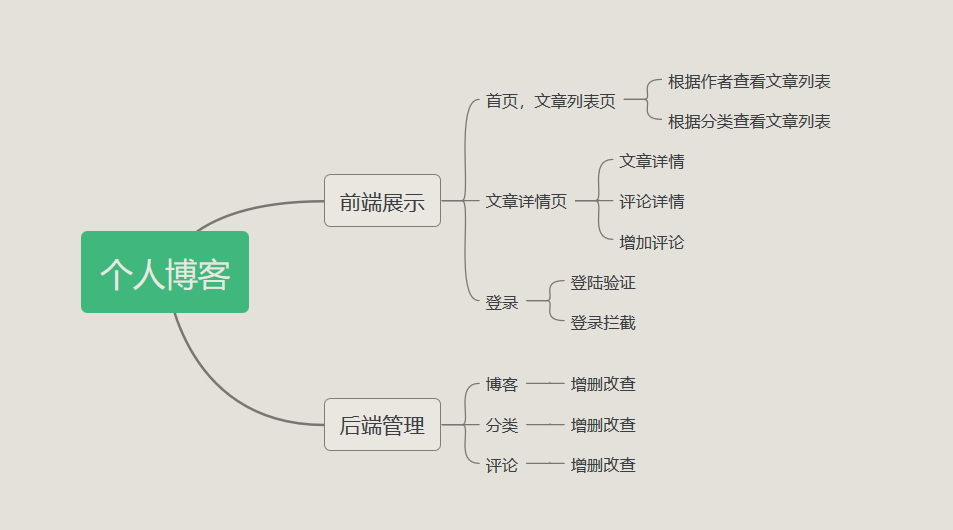 个人博客
前端展示
首页，文章列表页
根据作者查看文章列表
根据分类查看文章列表
文章详情页
文章详情
评论详情
增加评论
登录
登陆验证
登录拦截
后端管理
博客
增删改查
分类
增删改查
评论
增删改查